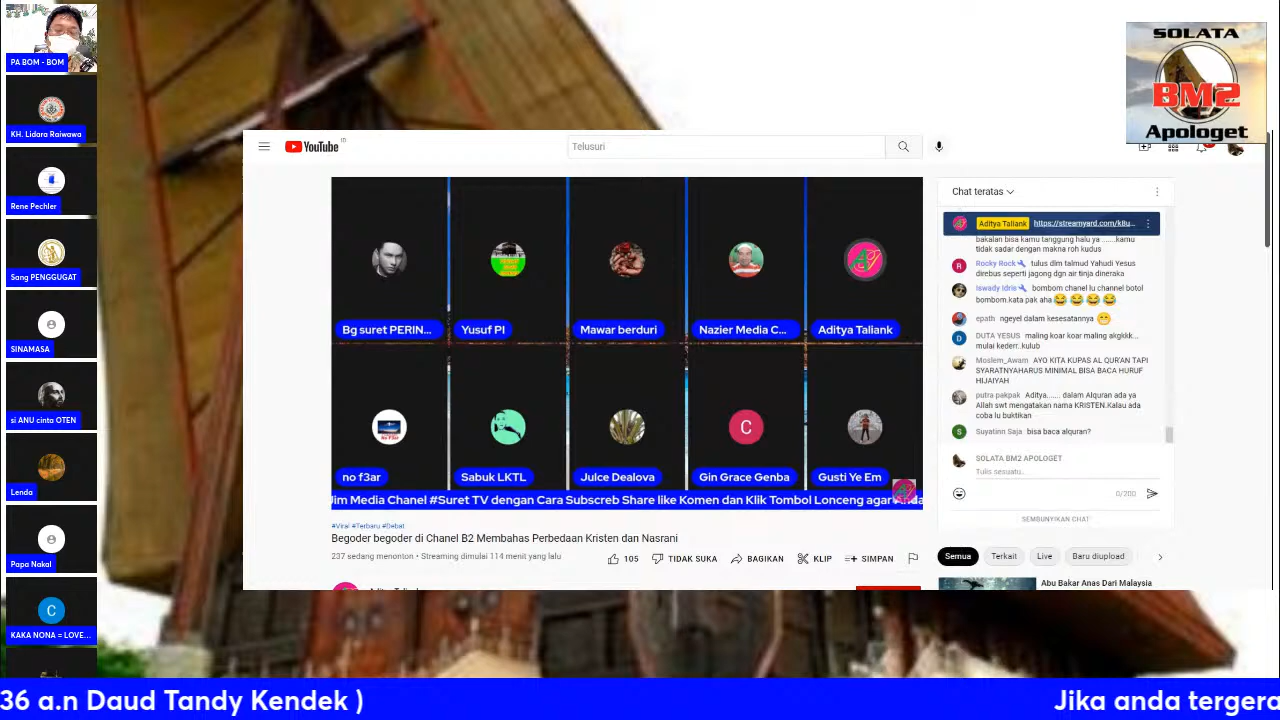 PA BOM - BOM
KH. Lidara Raiwawa
Rene Pechler
Sang PENGGUGAT
SINAMASA
si ANU cinta OTEN
Lenda
Papa Nakal
KAKA NONA = LOVE...
SOLATA
BM2
Apologet
YouTube
ID
Telusuri
Bg suret PERIN...
Yusuf PI
Mawar berduri
Nazier Media C...
Aditya Taliank
no f3ar
Sabuk LKTL
Julce Dealova
Gin Grace Genba
Gusti Ye Em
Jim Media Chanel #Suret TV dengan Cara Subscreb Share like Komen dan Klik Tombol Lonceng agar
#Viral #Terbaru #Debat
Begoder begoder di Chanel B2 Membahas Perbedaan Kristen dan Nasrani
237 sedang menonton • Streaming dimulai 114 menit yang lalu
105
TIDAK SUKA
BAGIKAN
KLIP
SIMPAN
Chat teratas
Aditya Taliank https://streamyard.com/k8u...
bakalan bisa kamu tanggung halu ya .......kamu
tidak sadar dengan makna roh kudus
Rocky Rock tulus dlm talmud Yahudi Yesus
direbus seperti jagong dgn air tinja dineraka
Iswady Idris bombom chanel lu channel botol
bombom.kata pak aha😂😂😂😂
epath ngeyel dalam kesesatannya 😁
DUTA YESUS maling koar koar maling akgkkk...
mulai kederr..kulub
Moslem_Awam AYO KITA KUPAS AL QUR'AN TAPI
SYARATNYAHARUS MINIMAL BISA BACA HURUF
HIJAIYAH
putra pakpak Aditya....... dalam Alquran ada ya
Allah swt mengatakan nama KRISTEN.Kalau ada
coba lu buktikan
Suyatinn Saja bisa baca alquran?
SOLATA BM2 APOLOGET
Tulis sesuatu...
0/200
SEMBUNYIKAN CHAT
Semua
Terkait
Live
Baru diupload
Abu Bakar Anas Dari Malaysia
36 a.n Daud Tandy Kendek )
Jika anda tergera